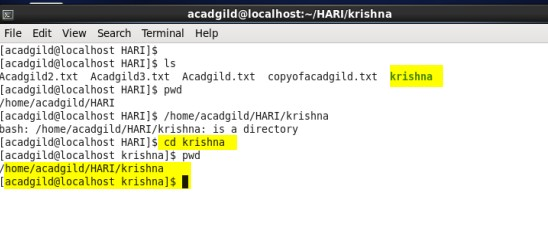 acadgild@localhost:~/HARI/krishna
File Edit View Search Terminal Help
[acadgild@localhost HARI]$
[acadgild@localhost HARI]$ ls
Acadgild2.txt Acadgild3.txt Acadgild.txt copyofacadgild.txt krishna
[acadgild@localhost HARI]$ pwd
/home/acadgild/HARI
[acadgild@localhost HARI]$ /home/acadgild/HARI/krishna
bash: /home/acadgild/HARI/krishna: is a directory
[acadgild@localhost HARI]$ cd krishna
[acadgild@localhost krishna]$ pwd
/home/acadgild/HARI/krishna
[acadgild@localhost krishna]$